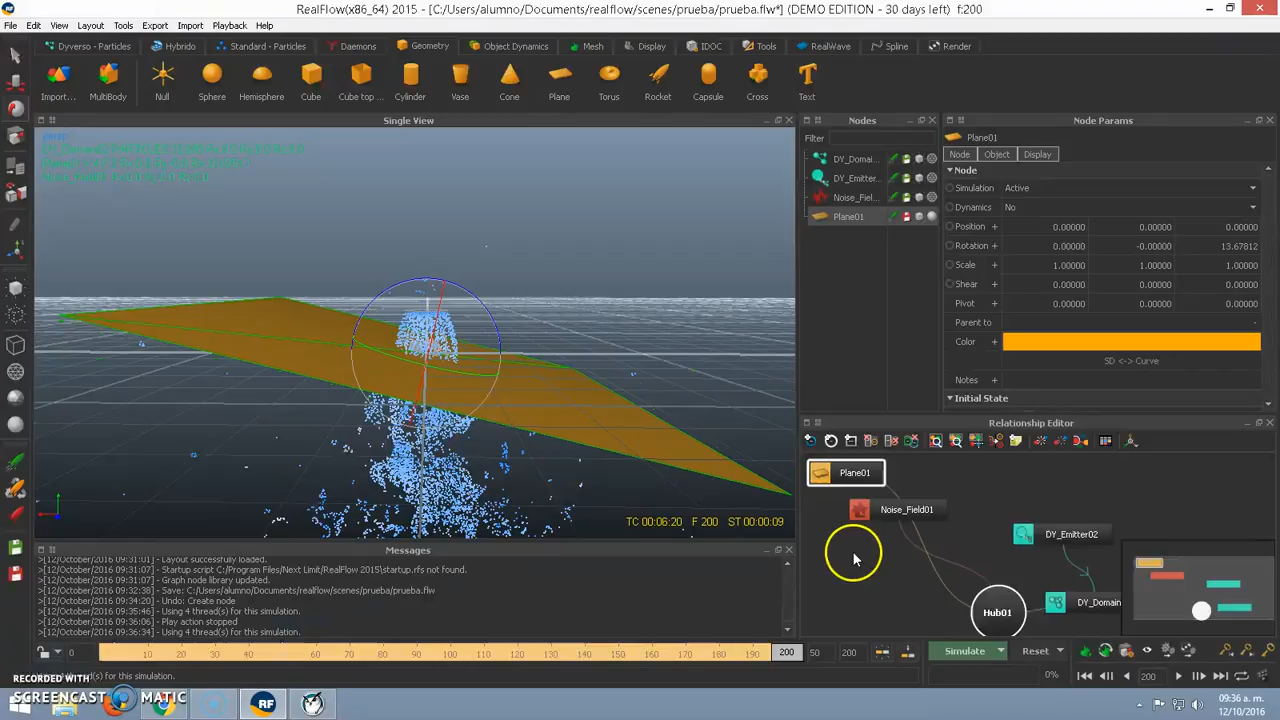 RealFlow(x86_64) 2015 - [C:/Users/alumno/Documents/realflow/scenes/prueba/prueba.flw*] (DEMO EDITION - 30 days left) f:200
File Edit View Layout Tools Export Import Playback Help
Dyverso - Particles Hybrido Standard - Particles Daemons Geometry Object Dynamics Mesh Display IDOC Tools RealWave Spline Render
Import... MultiBody Null Sphere Hemisphere Cube Cube top ... Cylinder Vase Cone Plane Torus Rocket Capsule Cross Text
Single View
Nodes
Node Params
Filter
Plane01
DY_Domai...
Node Object Display
DY_Emitter...
Node
Noise_Fiel...
Simulation Active
Plane01
Dynamics No
Position + 0.00000 0.00000 0.00000
Rotation + 0.00000 -0.00000 13.67812
Scale + 1.00000 1.00000 1.00000
Shear + 0.00000 0.00000 0.00000
Pivot + 0.00000 0.00000 0.00000
Parent to -
Color +
SD <-> Curve
Notes +
Initial State
Relationship Editor
Plane01
Noise_Field01
DY_Emitter02
Hub01
DY_Domain
TC 00:06:20 F 200 ST 00:00:09
Messages
>[12/October/2016 09:31:01] - Layout successfully loaded.
>[12/October/2016 09:31:07] - Startup script C:/Program Files/Next Limit/RealFlow 2015\startup.rfs not found.
>[12/October/2016 09:31:07] - Graph node library updated.
>[12/October/2016 09:32:38] - Save: C:/Users/alumno/Documents/realflow/scenes/prueba/prueba.flw
>[12/October/2016 09:34:20] - Undo: Create node
>[12/October/2016 09:35:46] - Using 4 thread(s) for this simulation.
>[12/October/2016 09:36:06] - Play action stopped
>[12/October/2016 09:36:34] - Using 4 thread(s) for this simulation.
0 10 20 30 40 50 60 70 80 90 100 110 120 130 140 150 160 170 180 190 200 50 200
Simulate Reset
for this simulation.
0%
200
RECORDED WITH
SCREENCAST MATIC
RF
09:36 a. m.
12/10/2016